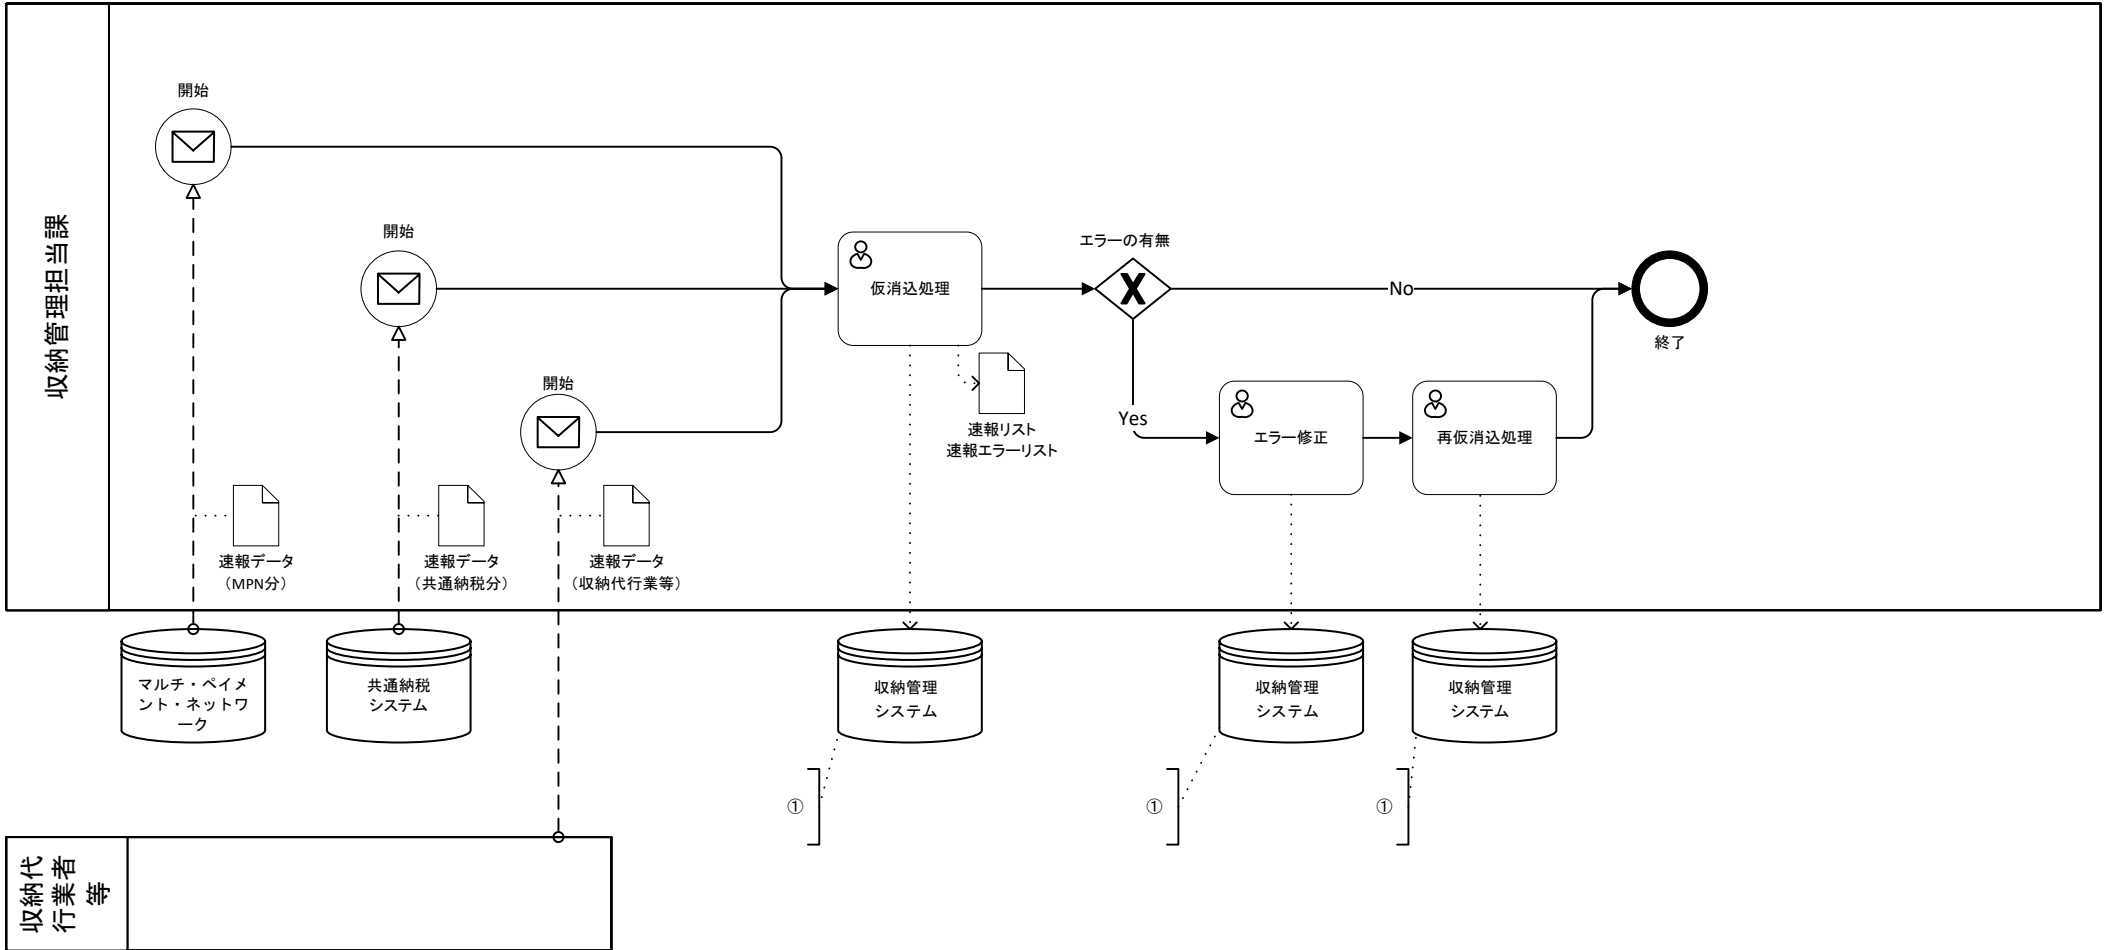 収納管理担当課
開始
開始
開始
仮消込処理
エラーの有無
No
終了
Yes
エラー修正
再仮消込処理
速報リスト
速報エラーリスト
速報データ
（MPN分）
速報データ
（共通納税分）
速報データ
（収納代行業等）
マルチ・ペイメ
ント・ネットワ
ーク
共通納税
システム
収納管理
システム
収納管理
システム
収納管理
システム
①
①
①
収納代
行業者
等